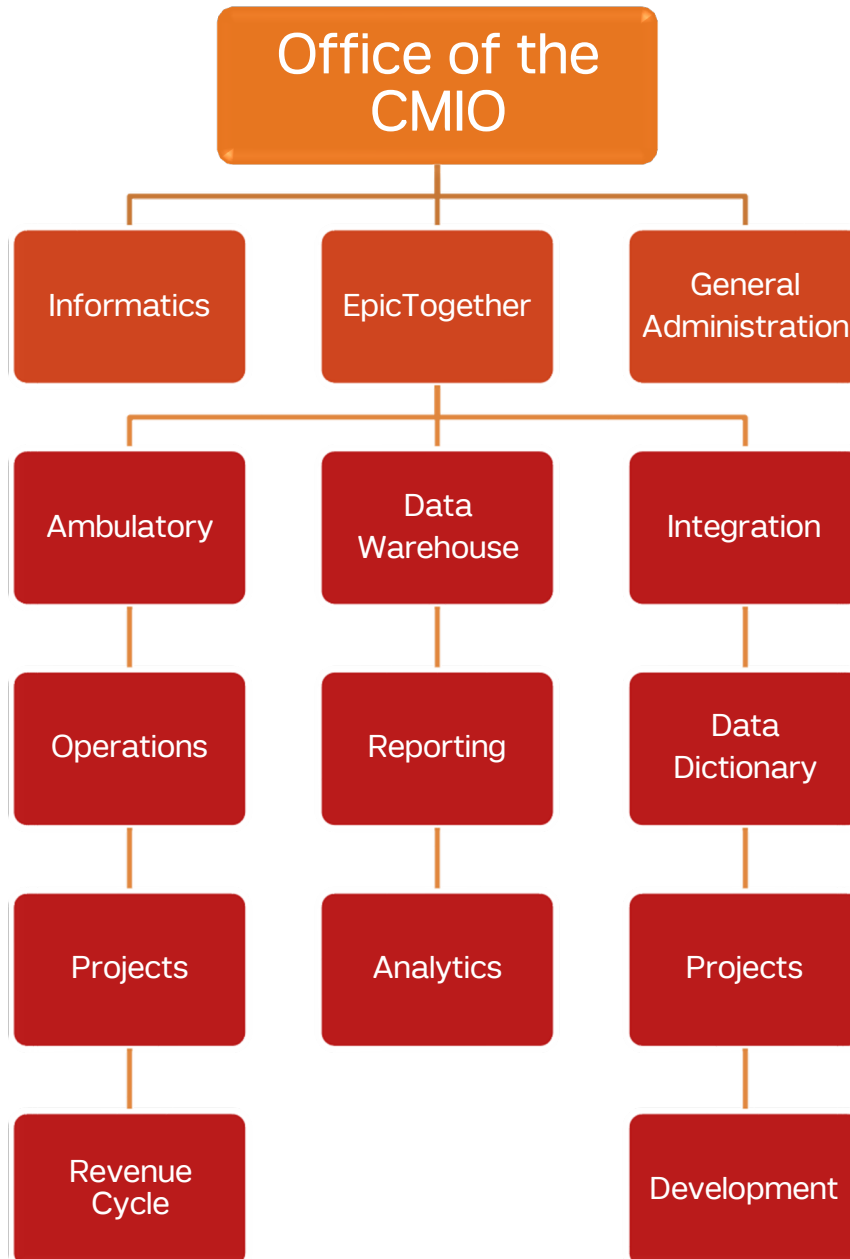 Office of the
CMIO
Informatics
EpicTogether
General
Administration
Ambulatory
Data
Warehouse
Integration
Operations
Reporting
Data
Dictionary
Projects
Analytics
Projects
Revenue
Cycle
Development